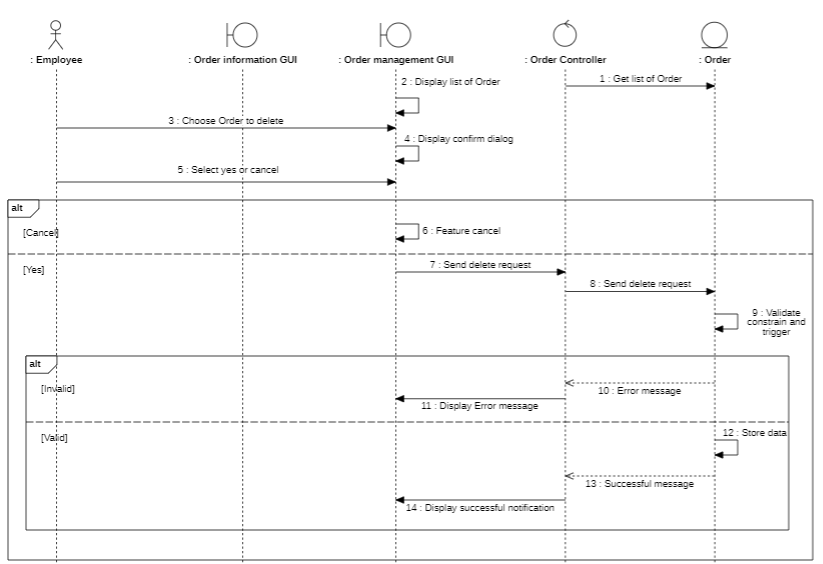 : Employee
: Order information GUI
: Order management GUI
: Order Controller
: Order
1 : Get list of Order
2 : Display list of Order
3 : Choose Order to delete
4 : Display confirm dialog
5 : Select yes or cancel
alt
[Cancel]
6 : Feature cancel
[Yes]
7 : Send delete request
8 : Send delete request
9 : Validate
constrain and
trigger
alt
[Invalid]
10 : Error message
11 : Display Error message
[Valid]
12 : Store data
13 : Successful message
14 : Display successful notification